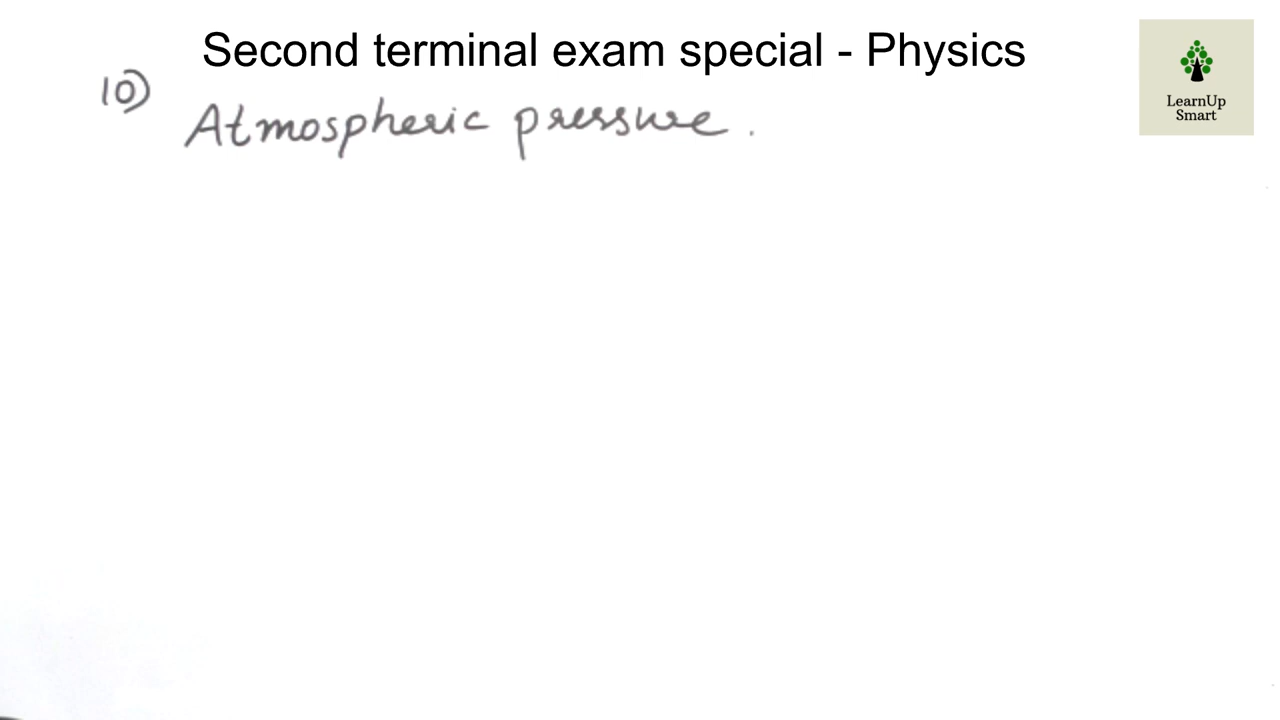 Second terminal exam special - Physics
10)
Atmospheric pressure.
LearnUp
Smart